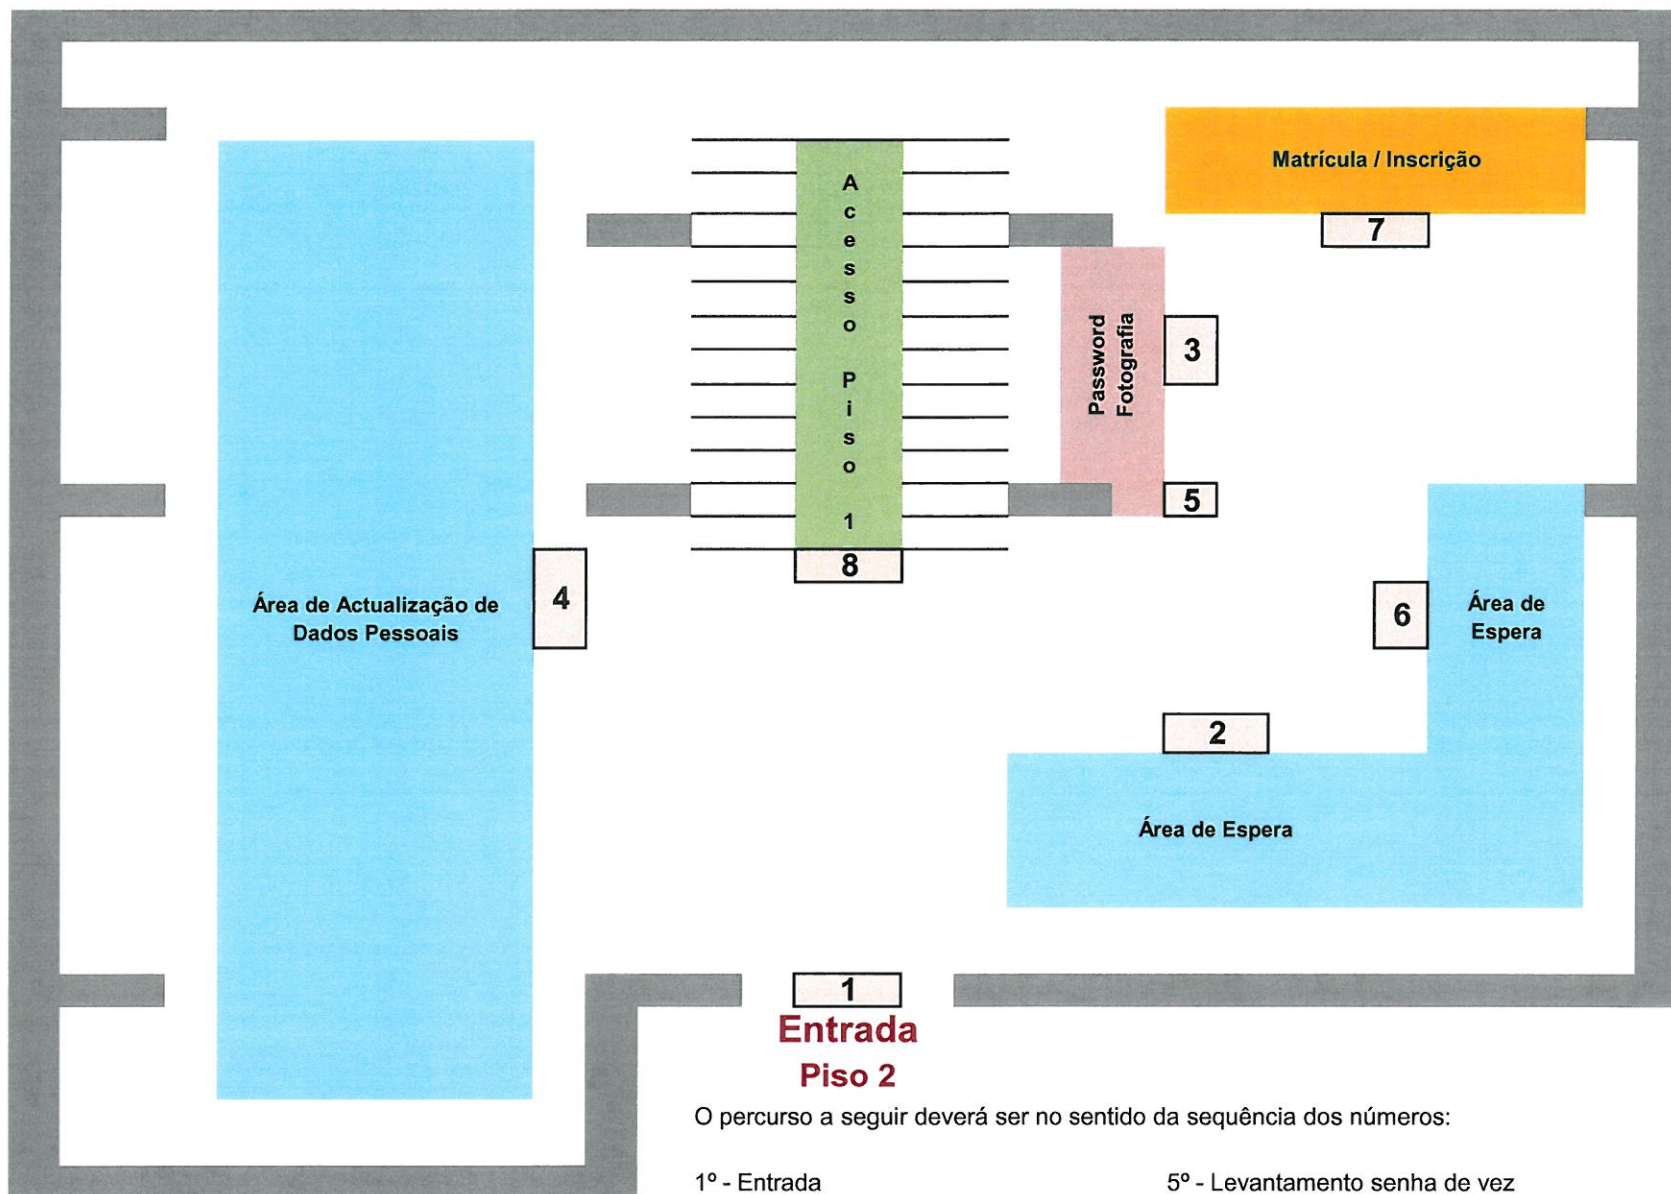 Matrícula / Inscrição
7
Acesso Piso 1
Password
Fotografia
3
5
8
4
Área de Actualização de
Dados Pessoais
6
Área de
Espera
2
Área de Espera
1
Entrada
Piso 2
O percurso a seguir deverá ser no sentido da sequência dos números:
1º - Entrada
5º - Levantamento senha de vez